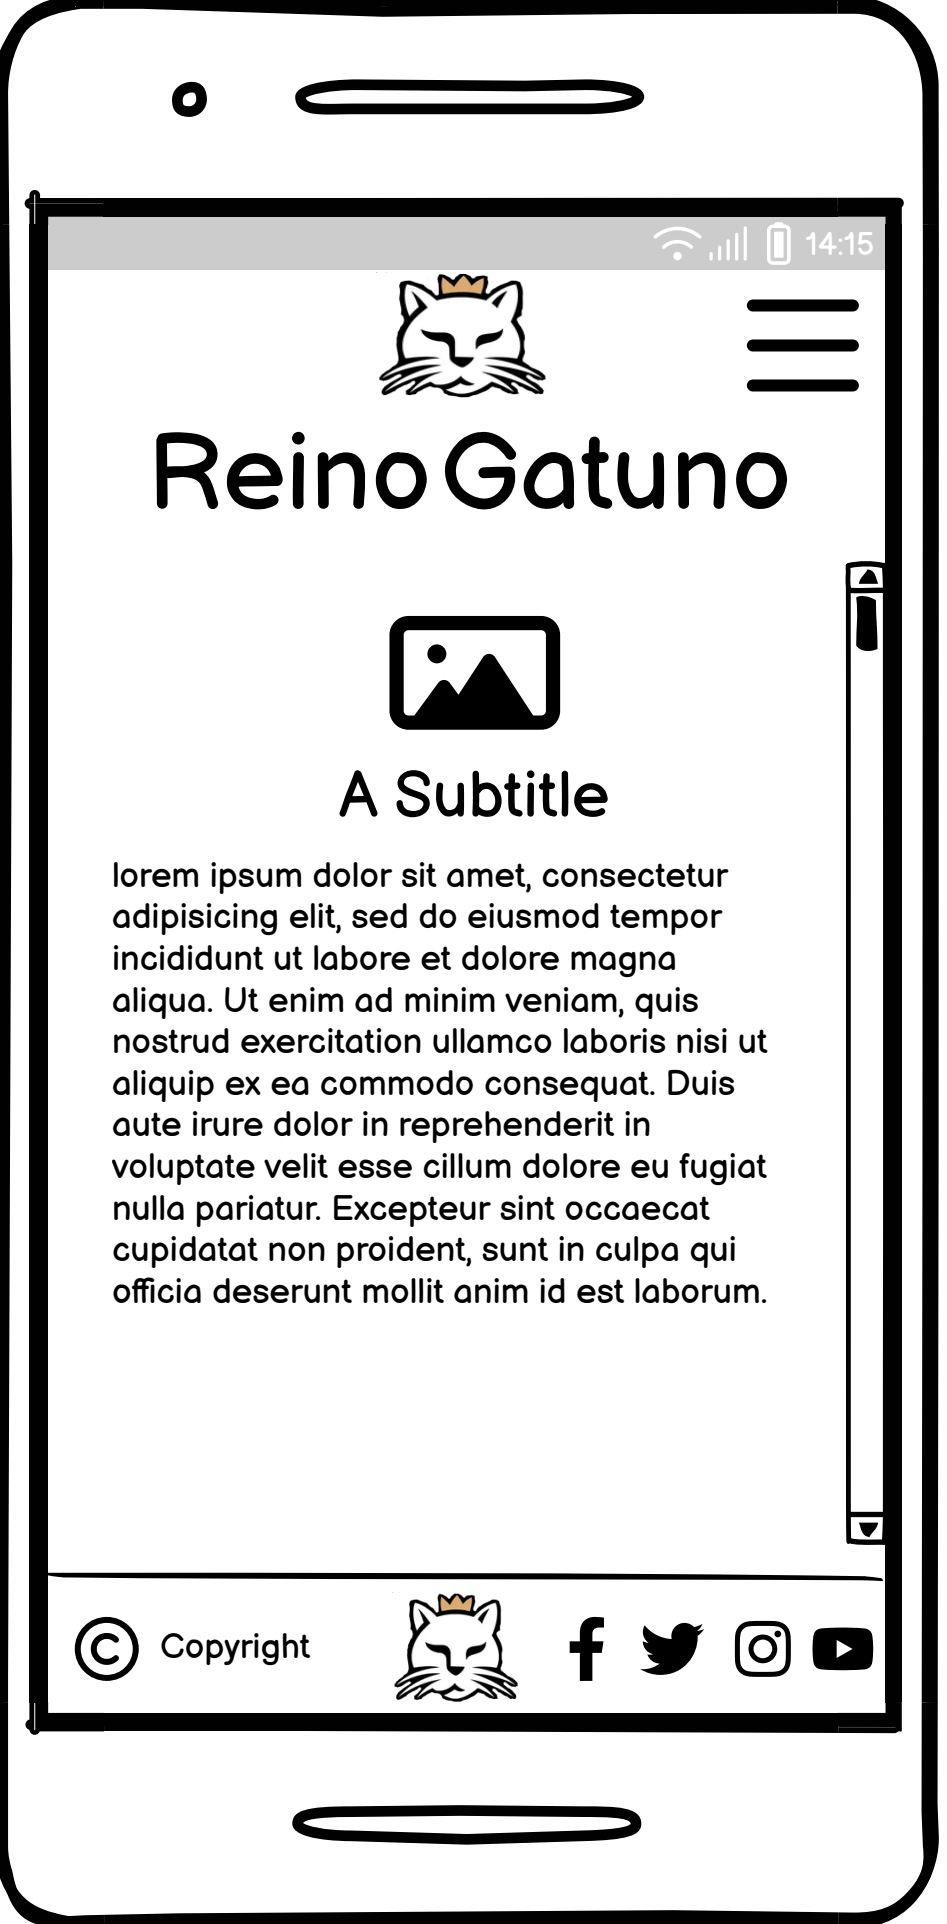 14:15
Reino Gatuno
A Subtitle
lorem ipsum dolor sit amet, consectetur
adipisicing elit, sed do eiusmod tempor
incididunt ut labore et dolore magna
aliqua. Ut enim ad minim veniam, quis
nostrud exercitation ullamco laboris nisi ut
aliquip ex ea commodo consequat. Duis
aute irure dolor in reprehenderit in
voluptate velit esse cillum dolore eu fugiat
nulla pariatur. Excepteur sint occaecat
cupidatat non proident, sunt in culpa qui
officia deserunt mollit anim id est laborum.
© Copyright